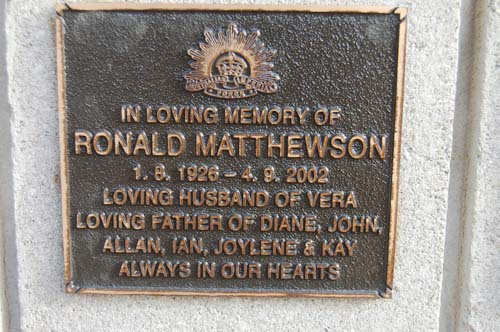 IN LOVING MEMORY OF
RONALD MATTHEWSON
1. 8. 1926 – 4. 9. 2002
LOVING HUSBAND OF VERA
LOVING FATHER OF DIANE, JOHN,
ALLAN, IAN, JOYLENE & KAY
ALWAYS IN OUR HEARTS